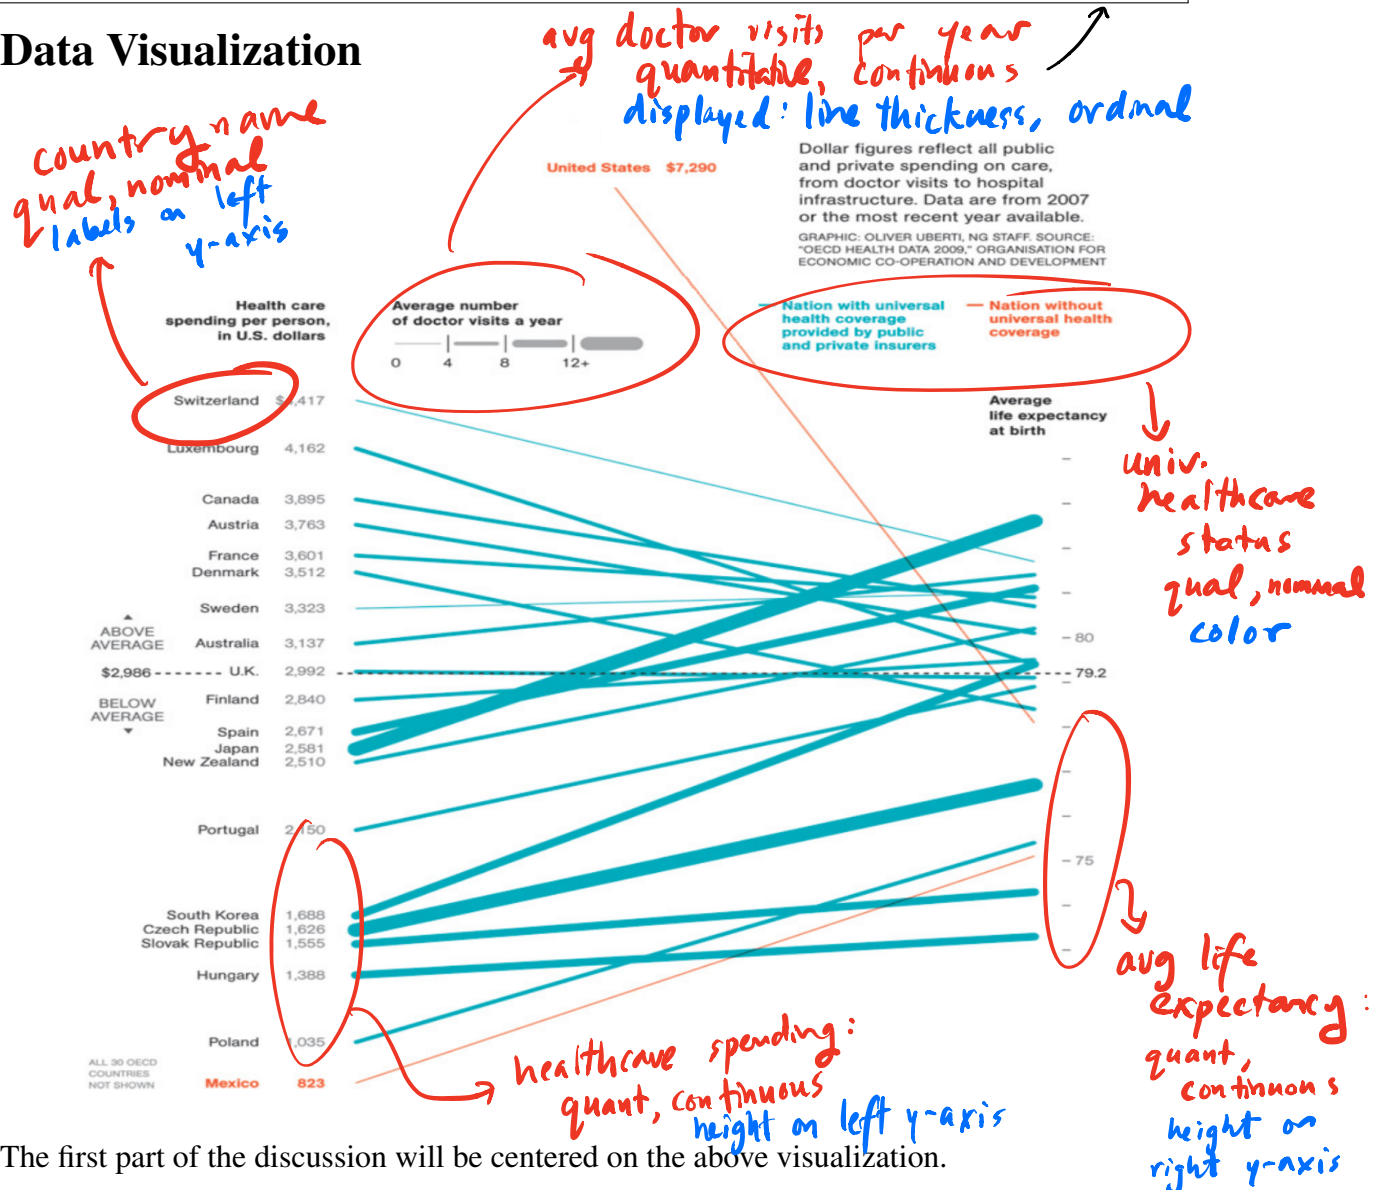 Data Visualization
avg doctor visits per year
quantitative, continuous
displayed: line thickness, ordinal
country name
qual, nominal
labels on left
y-axis
United States $7,290
Dollar figures reflect all public
and private spending on care,
from doctor visits to hospital
infrastructure. Data are from 2007
or the most recent year available.
GRAPHIC: OLIVER UBERTI, NG STAFF. SOURCE:
"OECD HEALTH DATA 2009," ORGANISATION FOR
ECONOMIC CO-OPERATION AND DEVELOPMENT
Health care
spending per person,
in U.S. dollars
Average number
of doctor visits a year
0 4 8 12+
Nation with universal
health coverage
provided by public
and private insurers
Nation without
universal health
coverage
Average
life expectancy
at birth
univ.
healthcare
status
qual, nominal
color
Switzerland $4,417
Luxembourg 4,162
Canada 3,895
Austria 3,763
France 3,601
Denmark 3,512
Sweden 3,323
ABOVE
AVERAGE
Australia 3,137
80
$2,986 U.K. 2,992
79.2
Finland 2,840
BELOW
AVERAGE
Spain 2,671
Japan 2,581
New Zealand 2,510
Portugal 2,150
75
South Korea 1,688
Czech Republic 1,626
Slovak Republic 1,555
Hungary 1,388
Poland 1,035
ALL 30 OECD
COUNTRIES
NOT SHOWN
Mexico 823
avg life
expectancy:
quant,
continuous
height on
right y-axis
healthcare spending:
quant, continuous
height on left y-axis
The first part of the discussion will be centered on the above visualization.